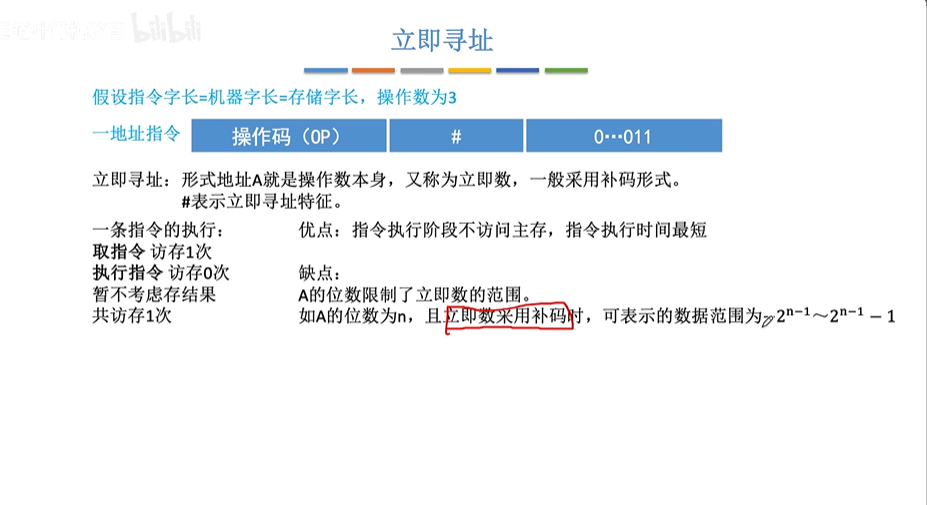 bilibili
立即寻址
假设指令字长=机器字长=存储字长，操作数为3
一地址指令 操作码（OP） # 0…011
立即寻址：形式地址A就是操作数本身，又称为立即数，一般采用补码形式。
#表示立即寻址特征。
一条指令的执行： 优点：指令执行阶段不访问主存，指令执行时间最短
取指令 访存1次
执行指令 访存0次 缺点：
暂不考虑存结果 A的位数限制了立即数的范围。
共访存1次 如A的位数为n，且立即数采用补码时，可表示的数据范围为 -2ⁿ⁻¹～2ⁿ⁻¹ − 1